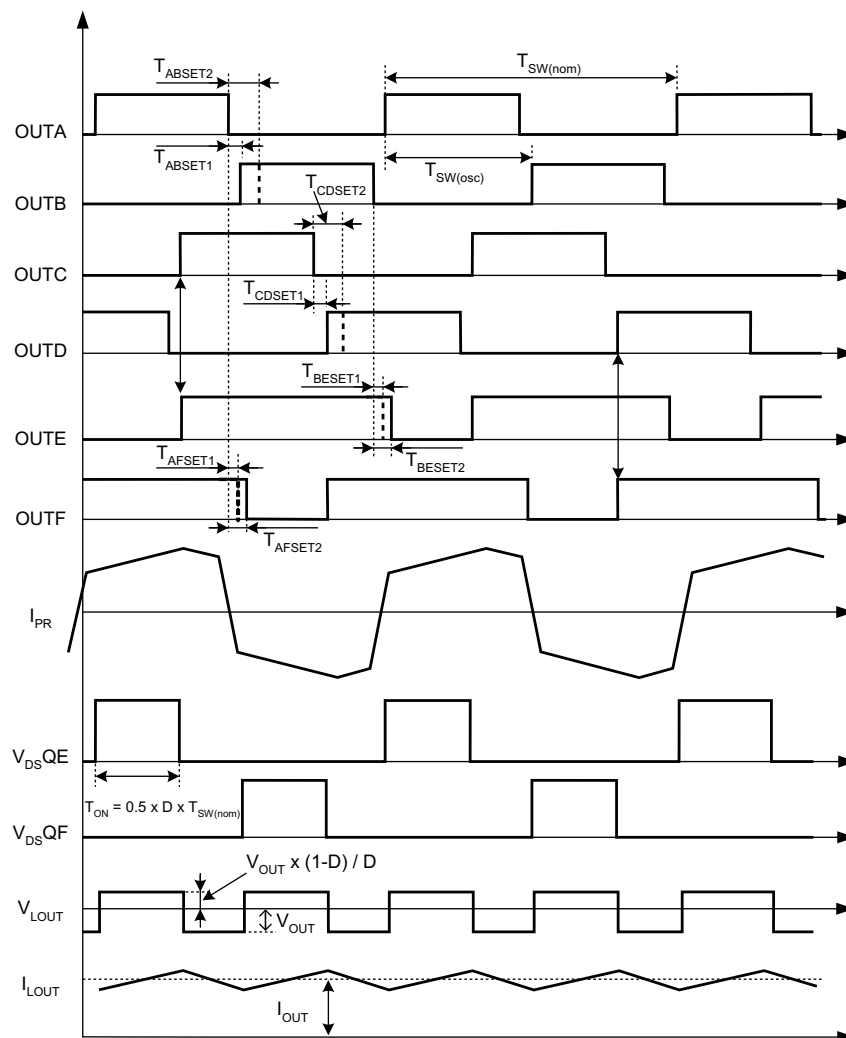 T_ABSET2
T_SW(nom)
OUTA
T_ABSET1
T_SW(osc)
OUTB
T_CDSET2
OUTC
T_CDSET1
OUTD
T_BESET1
OUTE
T_AFSET1
T_BESET2
OUTF
T_AFSET2
I_PR
V_DS QE
T_ON = 0.5 x D x T_SW(nom)
V_DS QF
V_OUT x (1-D) / D
V_LOUT
V_OUT
I_LOUT
I_OUT